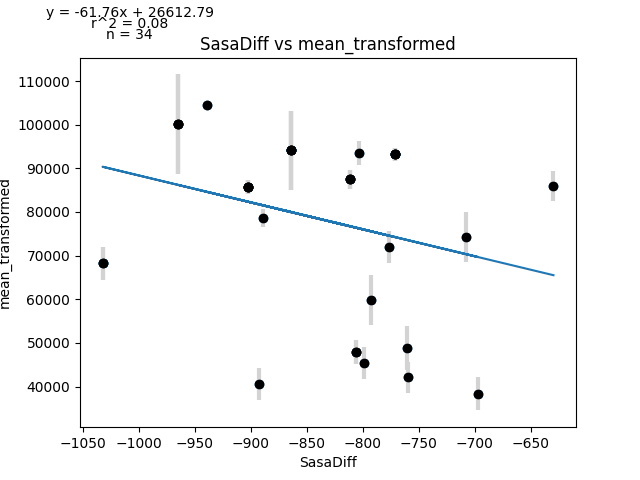 y = -61.76x + 26612.79
r^2 = 0.08
n = 34
SasaDiff vs mean_transformed
mean_transformed
110000
100000
90000
80000
70000
60000
50000
40000
−1050 −1000 −950 −900 −850 −800 −750 −700 −650
SasaDiff